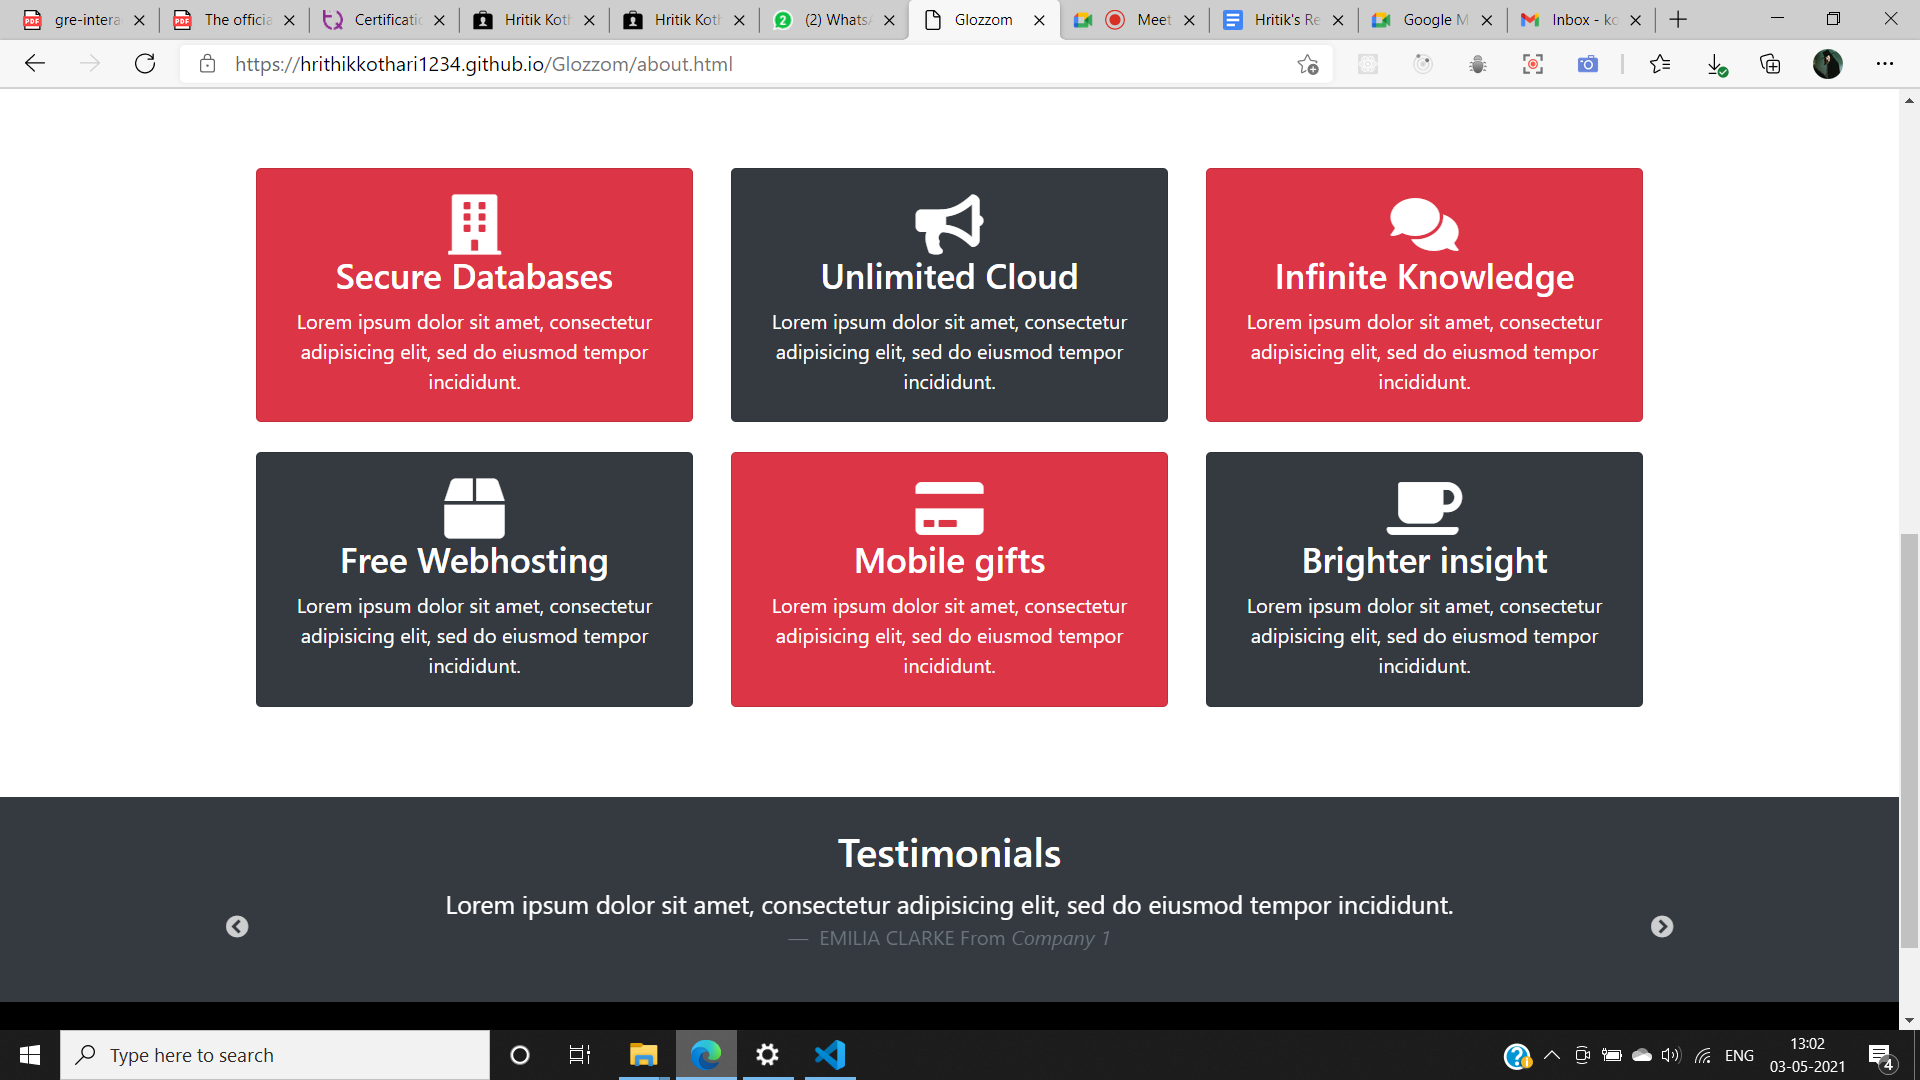 gre-intera
The officia
Certificatio
Hritik Koth
Hritik Koth
(2) WhatsA
Glozzom
Meet
Hritik's Re
Google M
Inbox - ko
https://hrithikkothari1234.github.io/Glozzom/about.html
Secure Databases
Lorem ipsum dolor sit amet, consectetur
adipisicing elit, sed do eiusmod tempor
incididunt.
Unlimited Cloud
Lorem ipsum dolor sit amet, consectetur
adipisicing elit, sed do eiusmod tempor
incididunt.
Infinite Knowledge
Lorem ipsum dolor sit amet, consectetur
adipisicing elit, sed do eiusmod tempor
incididunt.
Free Webhosting
Lorem ipsum dolor sit amet, consectetur
adipisicing elit, sed do eiusmod tempor
incididunt.
Mobile gifts
Lorem ipsum dolor sit amet, consectetur
adipisicing elit, sed do eiusmod tempor
incididunt.
Brighter insight
Lorem ipsum dolor sit amet, consectetur
adipisicing elit, sed do eiusmod tempor
incididunt.
Testimonials
Lorem ipsum dolor sit amet, consectetur adipisicing elit, sed do eiusmod tempor incididunt.
— EMILIA CLARKE From Company 1
Type here to search
ENG
13:02
03-05-2021
4